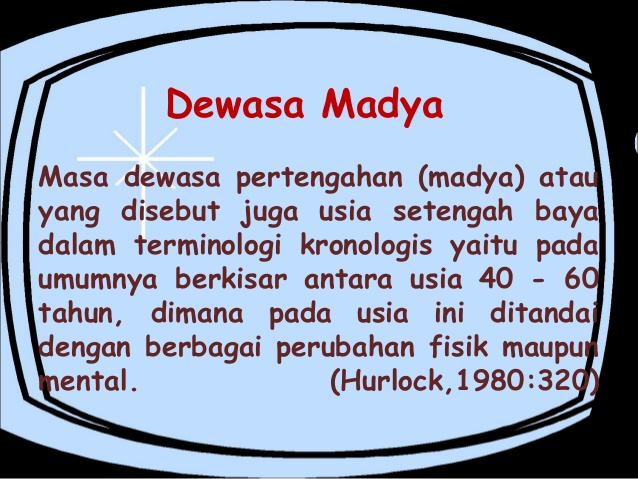 Dewasa Madya
Masa dewasa pertengahan (madya) atau
yang disebut juga usia setengah baya
dalam terminologi kronologis yaitu pada
umumnya berkisar antara usia 40 - 60
tahun, dimana pada usia ini ditandai
dengan berbagai perubahan fisik maupun
mental. (Hurlock,1980:320)